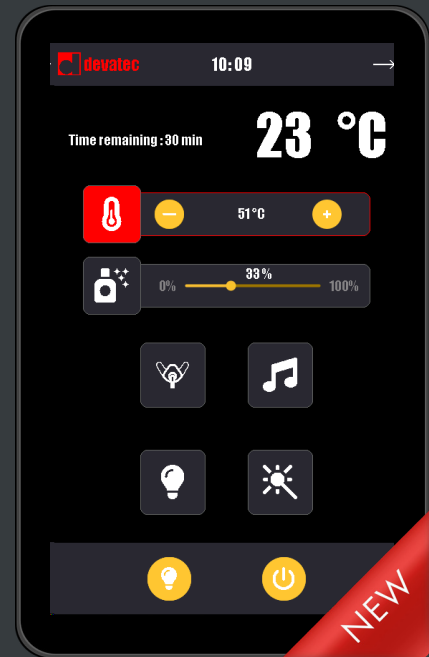 devatec
10:09
Time remaining : 30 min
23 °C
51°C
33%
0%
100%
NEW